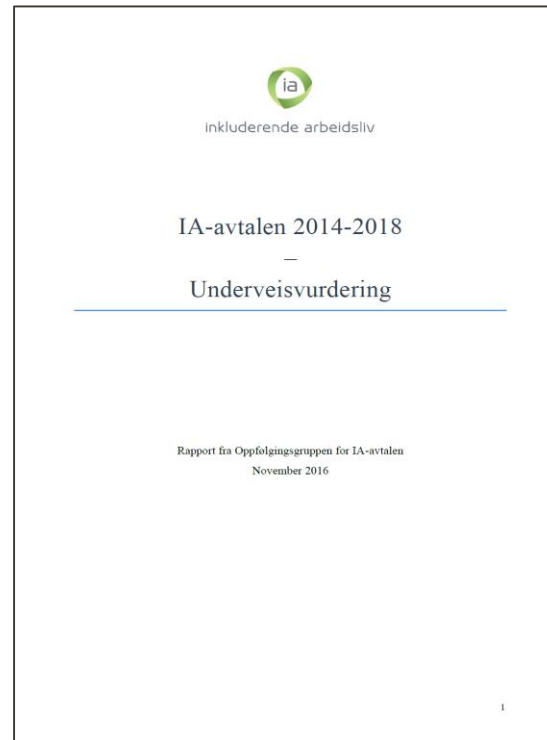 ia
inkluderende arbeidsliv
IA-avtalen 2014-2018
–
Underveisvurdering
Rapport fra Oppfølgingsgruppen for IA-avtalen
November 2016
1